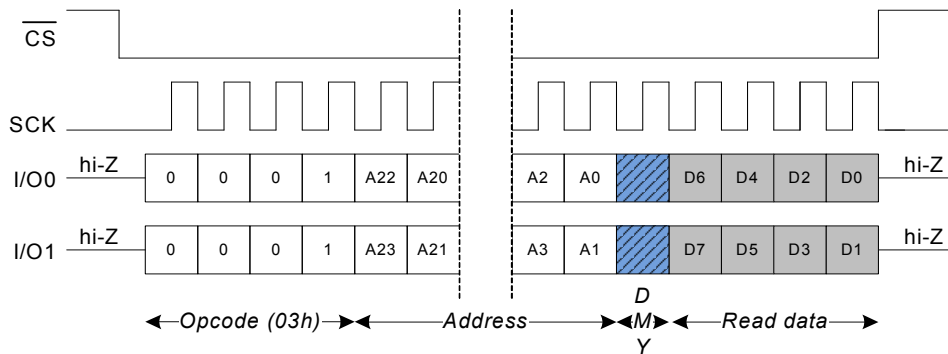 CS
SCK
hi-Z hi-Z
I/O0 0 0 0 1 A22 A20 A2 A0 D6 D4 D2 D0
hi-Z hi-Z
I/O1 0 0 0 1 A23 A21 A3 A1 D7 D5 D3 D1
Opcode (03h) Address D M Y Read data